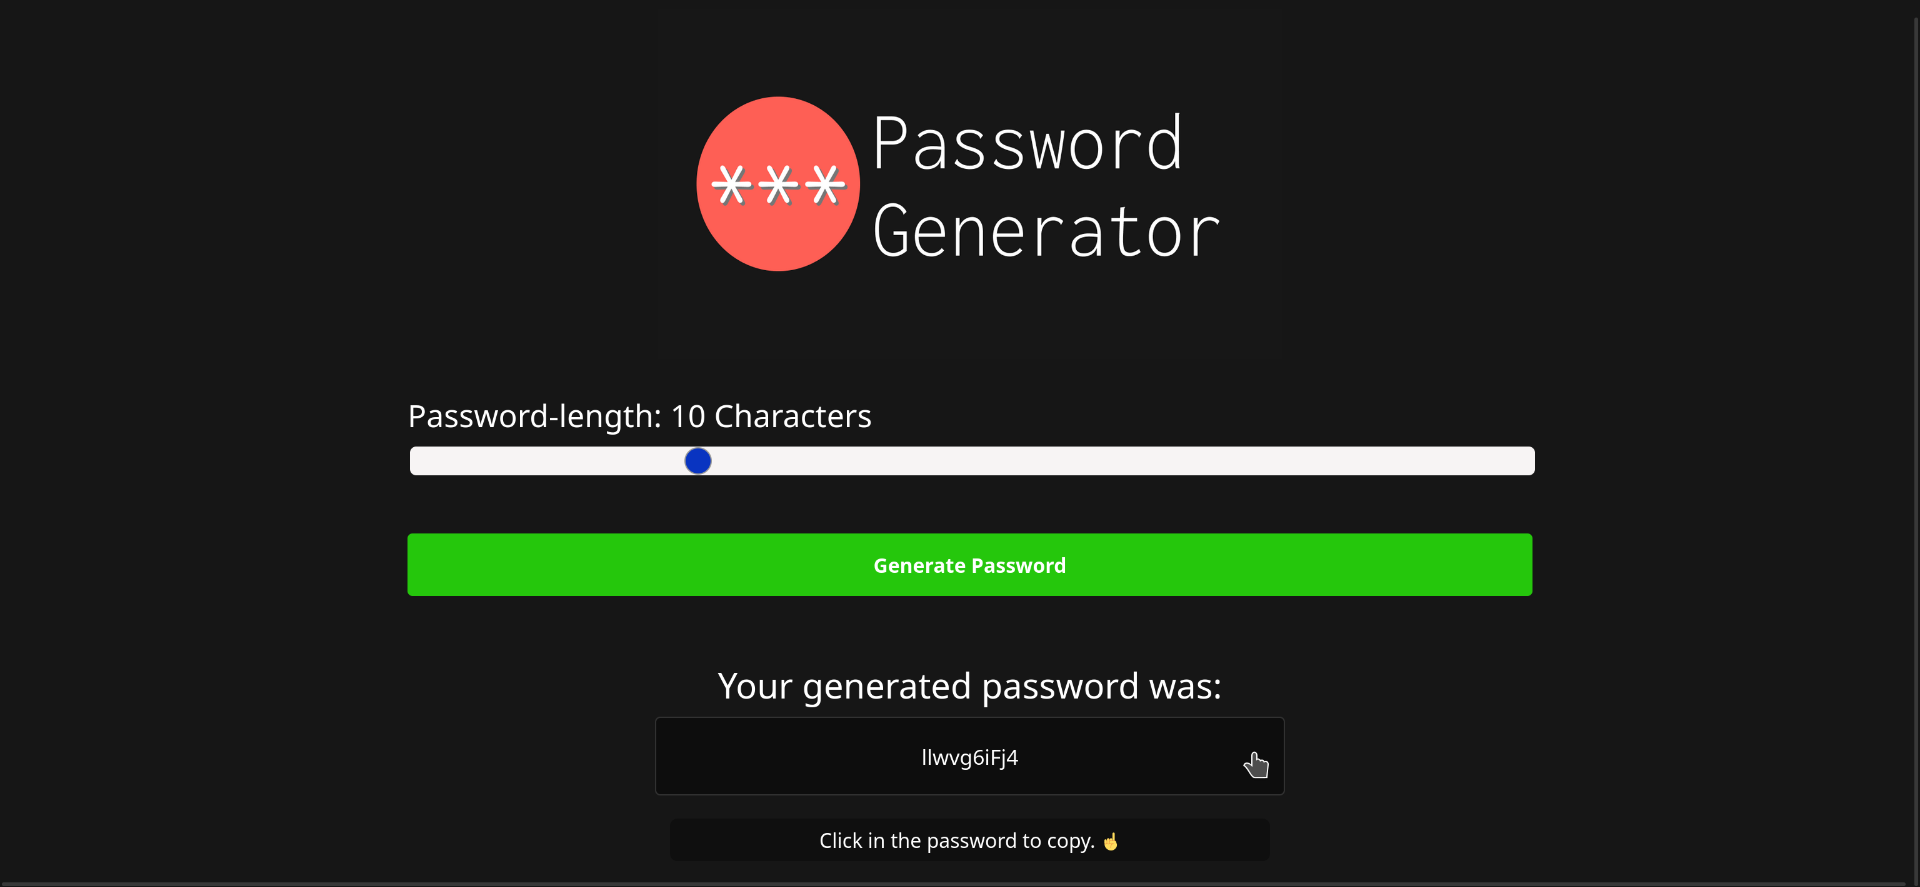 ***
Password
Generator
Password-length: 10 Characters
Generate Password
Your generated password was:
llwvg6iFj4
Click in the password to copy. ☝